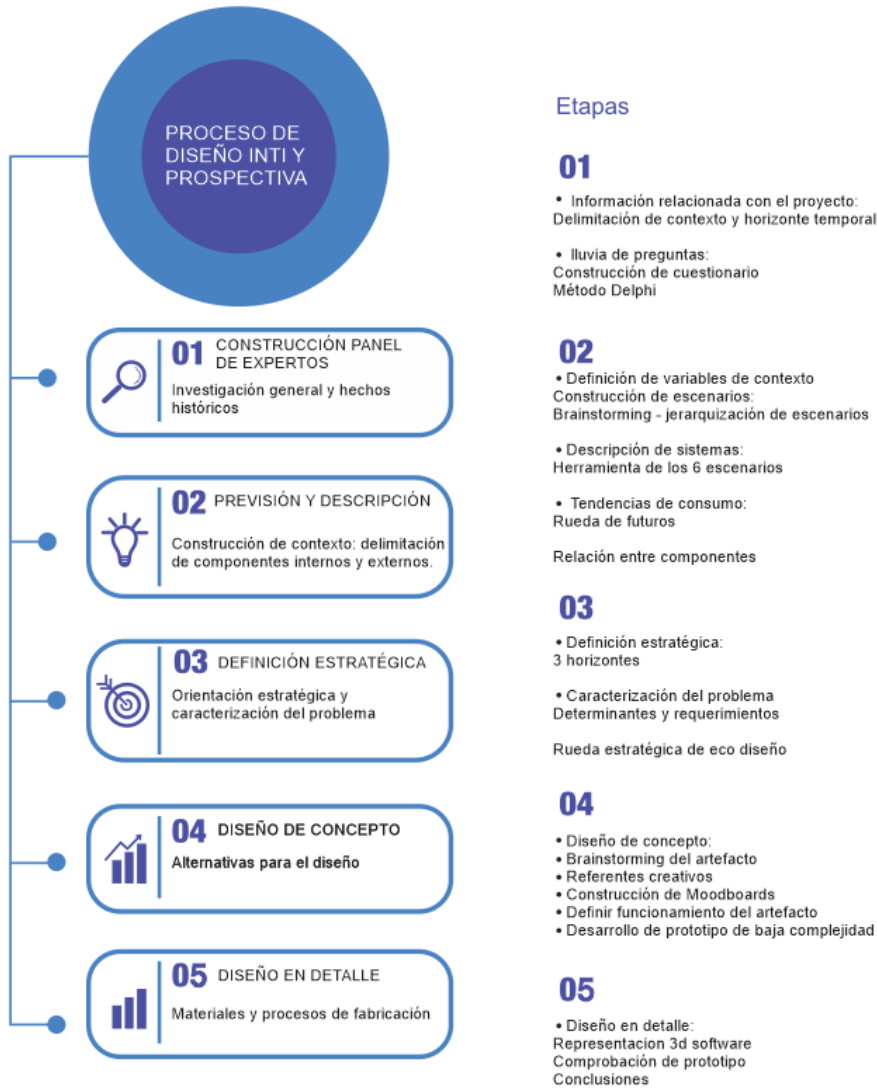 PROCESO DE
DISEÑO INTI Y
PROSPECTIVA
01 CONSTRUCCIÓN PANEL
DE EXPERTOS
Investigación general y hechos
históricos
02 PREVISIÓN Y DESCRIPCIÓN
Construcción de contexto: delimitación
de componentes internos y externos.
03 DEFINICIÓN ESTRATÉGICA
Orientación estratégica y
caracterización del problema
04 DISEÑO DE CONCEPTO
Alternativas para el diseño
05 DISEÑO EN DETALLE
Materiales y procesos de fabricación
Etapas
01
• Información relacionada con el proyecto:
Delimitación de contexto y horizonte temporal
• lluvia de preguntas:
Construcción de cuestionario
Método Delphi
02
• Definición de variables de contexto
Construcción de escenarios:
Brainstorming - jerarquización de escenarios
• Descripción de sistemas:
Herramienta de los 6 escenarios
• Tendencias de consumo:
Rueda de futuros
Relación entre componentes
03
• Definición estratégica:
3 horizontes
• Caracterización del problema
Determinantes y requerimientos
Rueda estratégica de eco diseño
04
• Diseño de concepto:
• Brainstorming del artefacto
• Referentes creativos
• Construcción de Moodboards
• Definir funcionamiento del artefacto
• Desarrollo de prototipo de baja complejidad
05
• Diseño en detalle:
Representacion 3d software
Comprobación de prototipo
Conclusiones